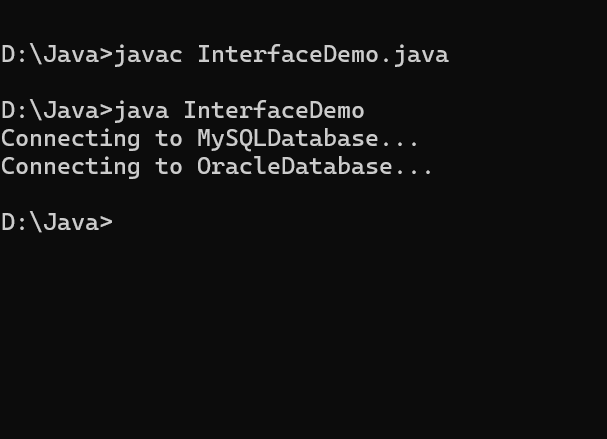 D:\Java>javac InterfaceDemo.java
D:\Java>java InterfaceDemo
Connecting to MySQLDatabase...
Connecting to OracleDatabase...
D:\Java>